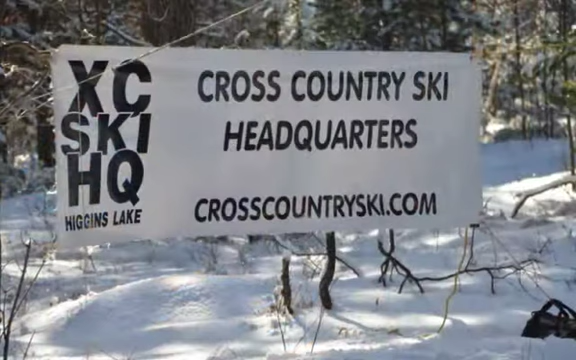 XC
SKI
HQ
HIGGINS LAKE
CROSS COUNTRY SKI
HEADQUARTERS
CROSSCOUNTRYSKI.COM